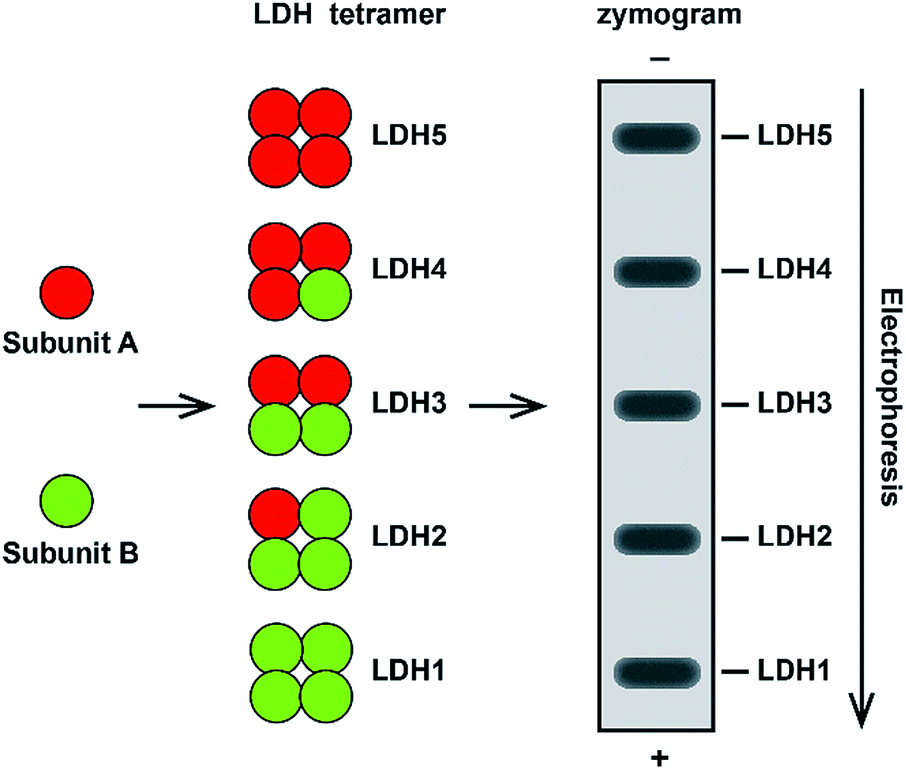 LDH tetramer
zymogram
−
LDH5
LDH5
LDH4
LDH4
Subunit A
LDH3
LDH3
Electrophoresis
Subunit B
LDH2
LDH2
LDH1
LDH1
+